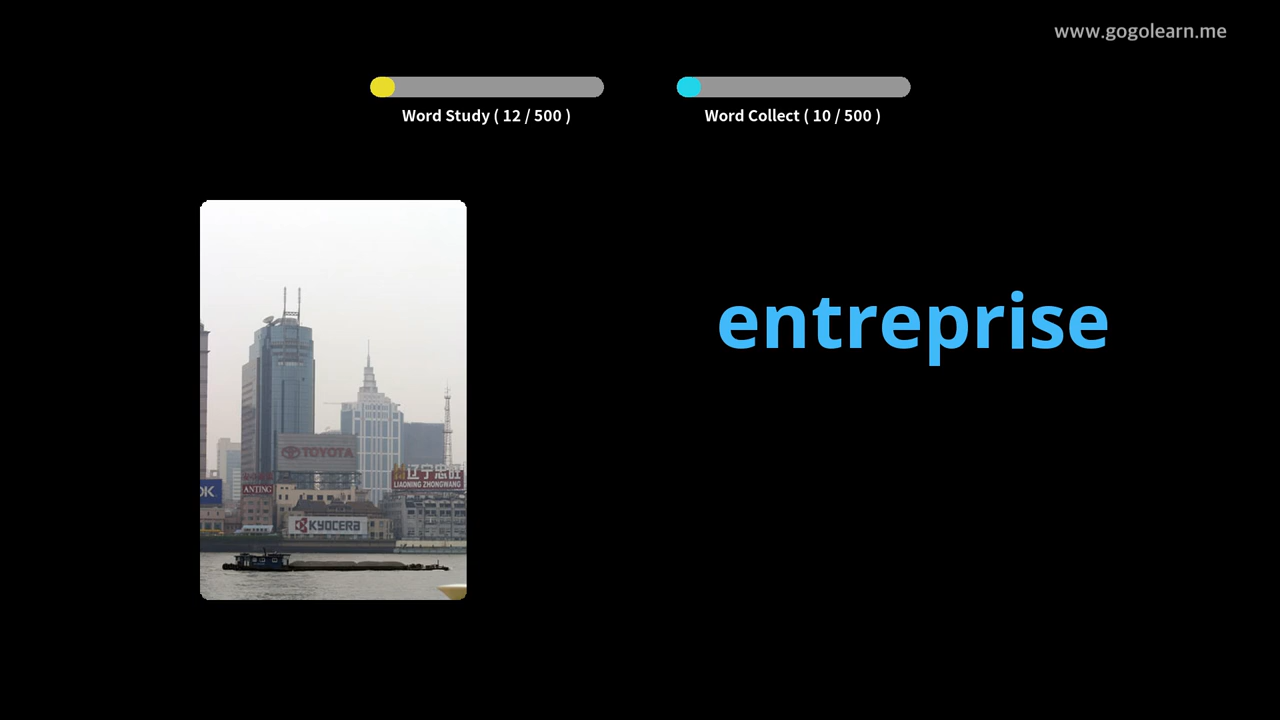 www.gogolearn.me
Word Study ( 12 / 500 )
Word Collect ( 10 / 500 )
entreprise
TOYOTA
辽宁忠旺
LIAONING ZHONGWANG
OK
ANTING
KYOCERA